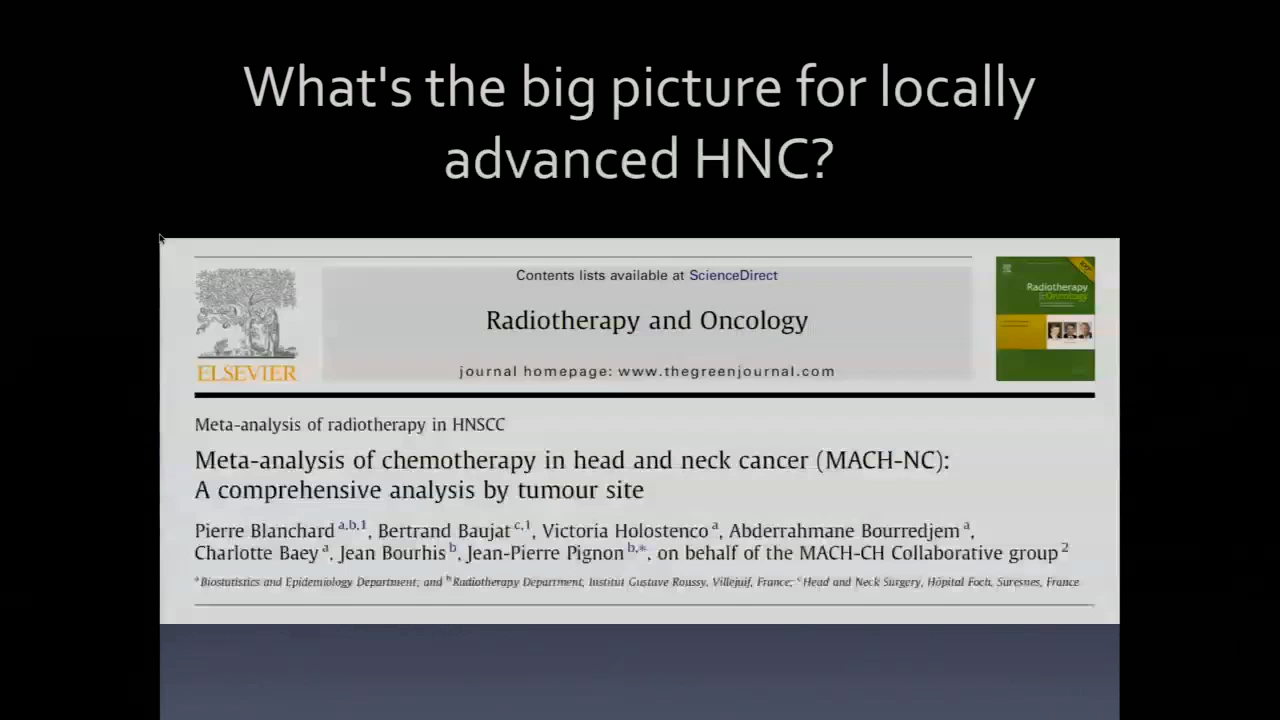 What's the big picture for locally
advanced HNC?
Contents lists available at ScienceDirect
Radiotherapy and Oncology
journal homepage: www.thegreenjournal.com
ELSEVIER
Radiotherapy
&Oncology
Meta-analysis of radiotherapy in HNSCC
Meta-analysis of chemotherapy in head and neck cancer (MACH-NC):
A comprehensive analysis by tumour site
Pierre Blanchard a,b,1, Bertrand Baujat c,1, Victoria Holostenco a, Abderrahmane Bourredjem a,
Charlotte Baey a, Jean Bourhis b, Jean-Pierre Pignon b,*, on behalf of the MACH-CH Collaborative group 2
a Biostatistics and Epidemiology Department; and b Radiotherapy Department, Institut Gustave Roussy, Villejuif, France; c Head and Neck Surgery, Hôpital Foch, Suresnes, France